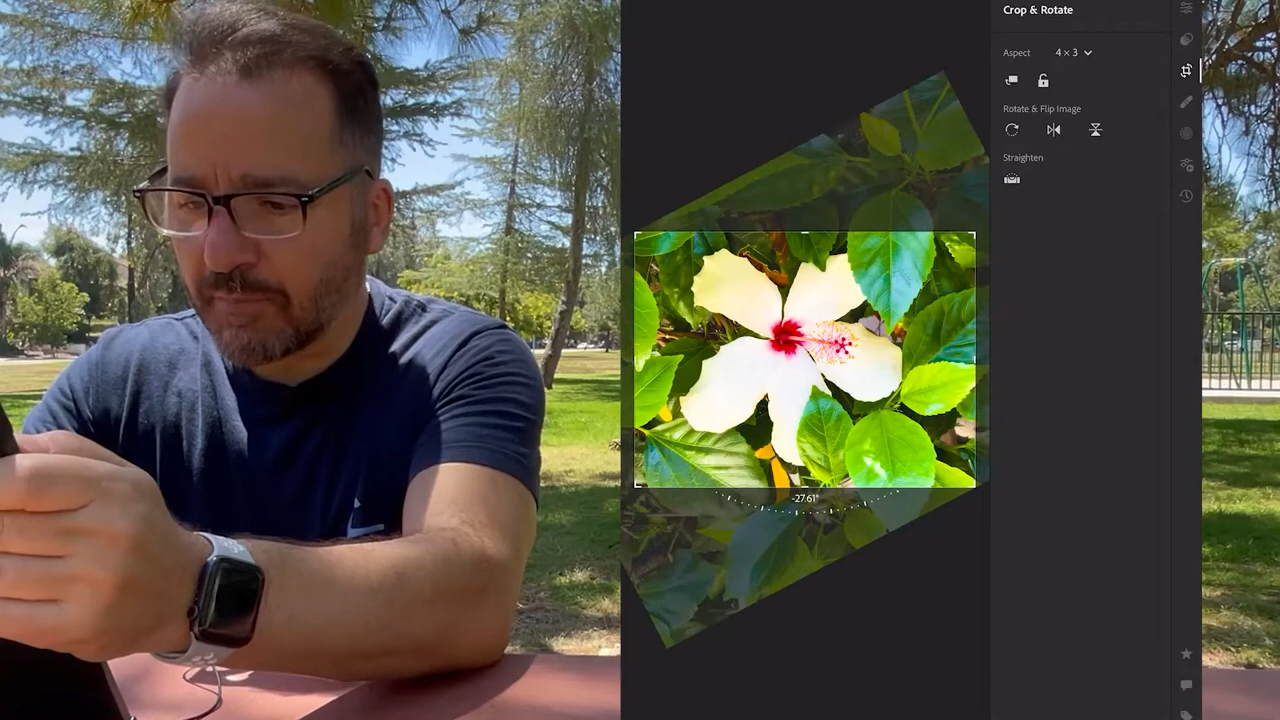 Crop & Rotate
Aspect
4 × 3
Rotate & Flip Image
Straighten
-27.61°